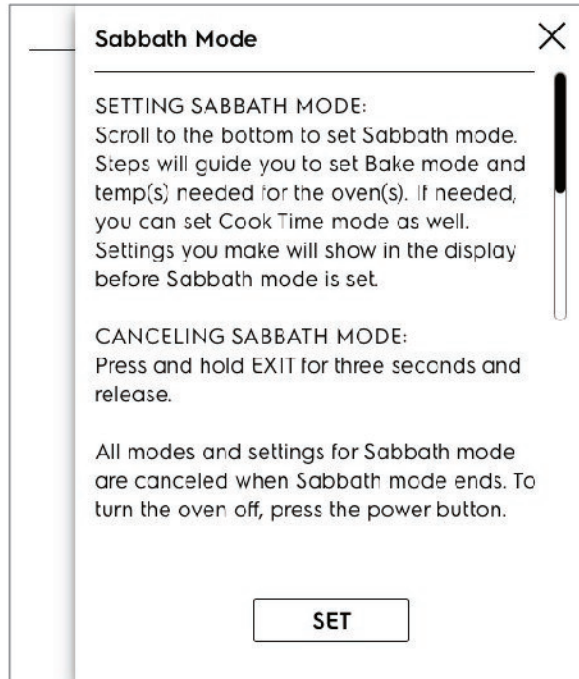 Sabbath Mode
SETTING SABBATH MODE:
Scroll to the bottom to set Sabbath mode.
Steps will guide you to set Bake mode and
temp(s) needed for the oven(s). If needed,
you can set Cook Time mode as well.
Settings you make will show in the display
before Sabbath mode is set.
CANCELING SABBATH MODE:
Press and hold EXIT for three seconds and
release.
All modes and settings for Sabbath mode
are canceled when Sabbath mode ends. To
turn the oven off, press the power button.
SET